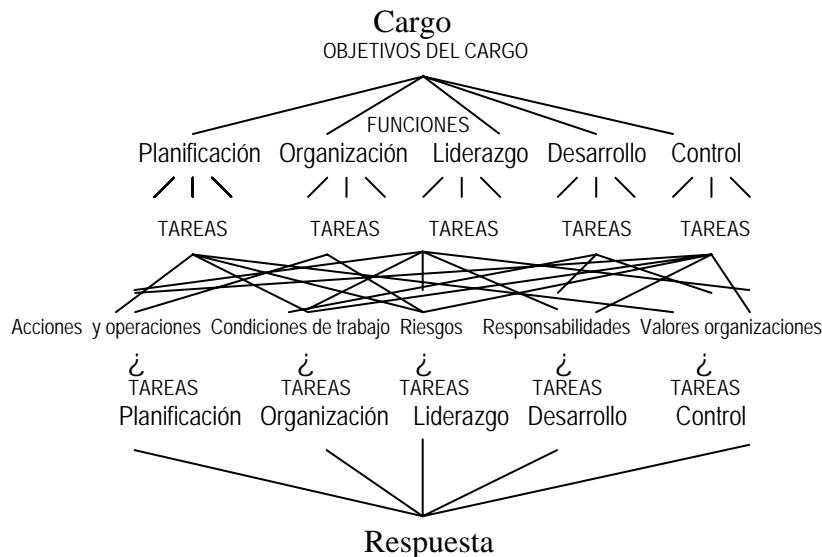 Cargo
OBJETIVOS DEL CARGO
FUNCIONES
Planificación Organización Liderazgo Desarrollo Control
TAREAS TAREAS TAREAS TAREAS TAREAS
Acciones y operaciones Condiciones de trabajo Riesgos Responsabilidades Valores organizaciones
¿ ¿ ¿ ¿ ¿
TAREAS TAREAS TAREAS TAREAS TAREAS
Planificación Organización Liderazgo Desarrollo Control
Respuesta